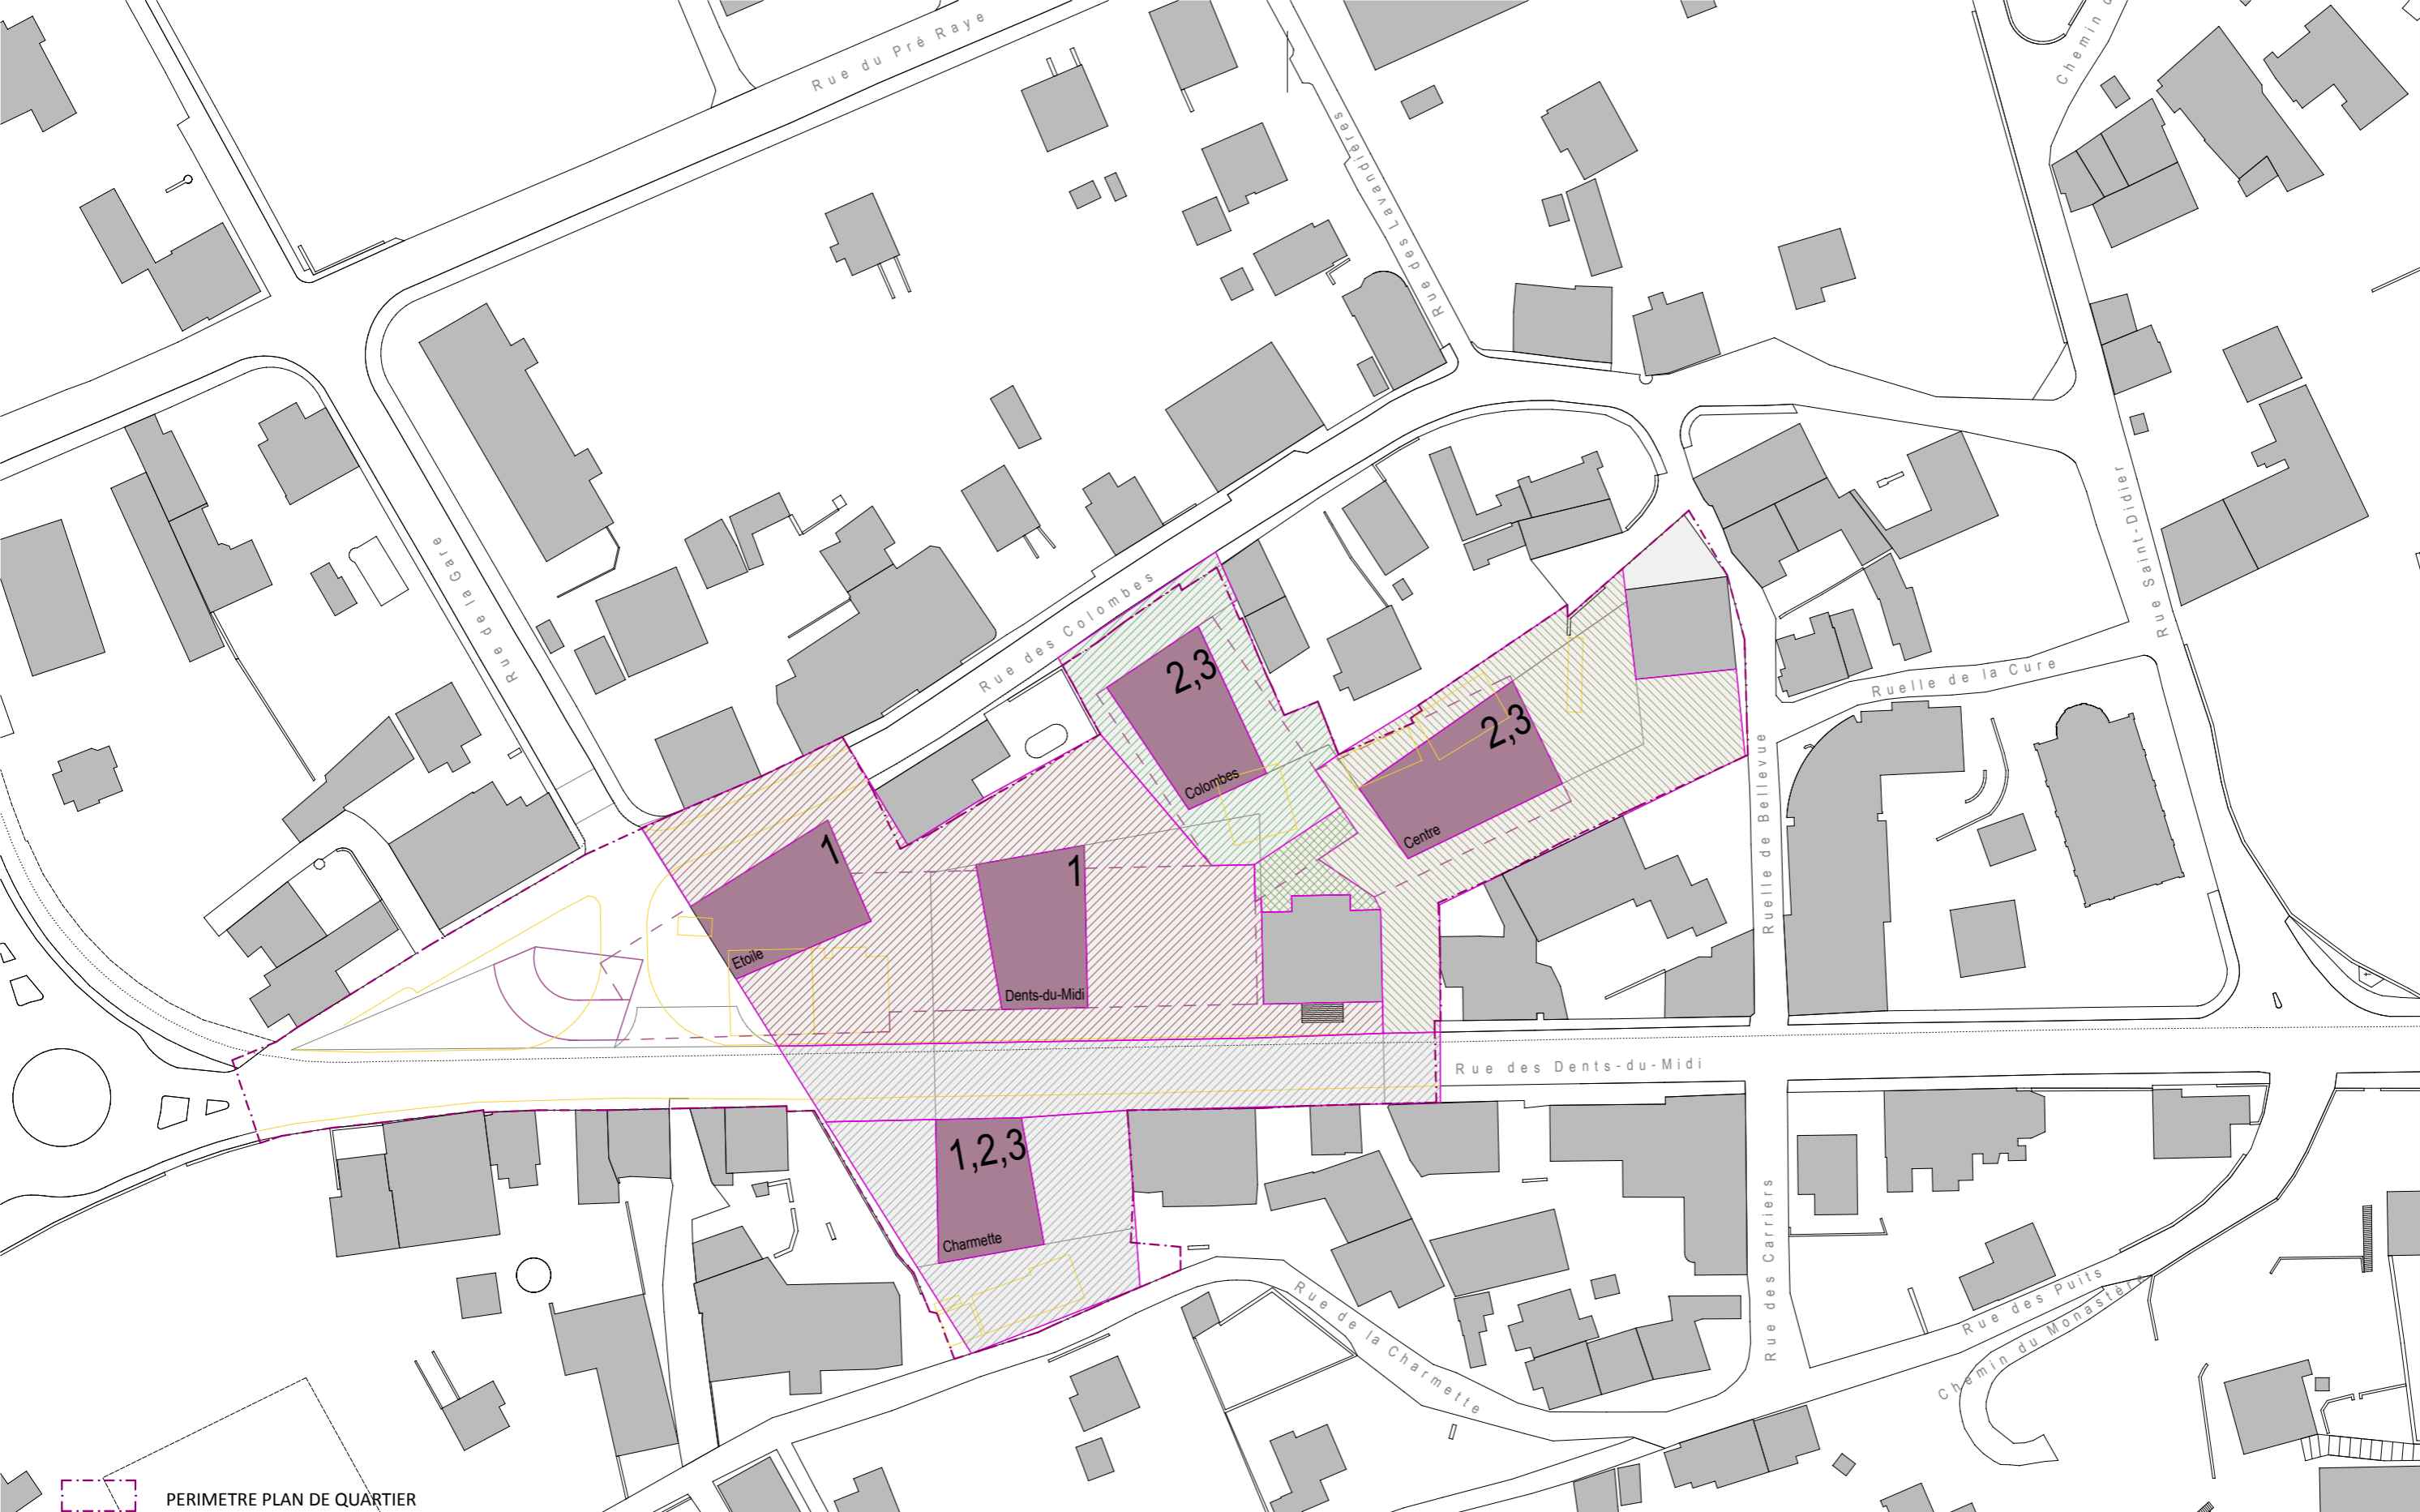 Rue du Pré Raye
Chemin d
Rue des Lavandières
Rue de la Gare
Rue Saint-Didier
Rue des Colombes
2,3
Colombes
2,3
Centre
Ruelle de la Cure
Ruelle de Bellevue
1
Etoile
1
Dents-du-Midi
Rue des Dents-du-Midi
1,2,3
Charmette
Rue des Carriers
Rue de la Charmette
Rue des Puits
Chemin du Monastère
PERIMETRE PLAN DE QUARTIER